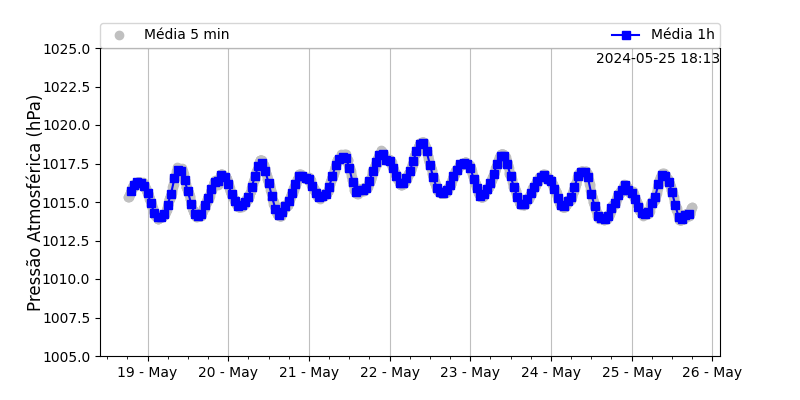 Média 5 min
Média 1h
2024-05-25 18:13
Pressão Atmosférica (hPa)
1025.0
1022.5
1020.0
1017.5
1015.0
1012.5
1010.0
1007.5
1005.0
19 - May
20 - May
21 - May
22 - May
23 - May
24 - May
25 - May
26 - May